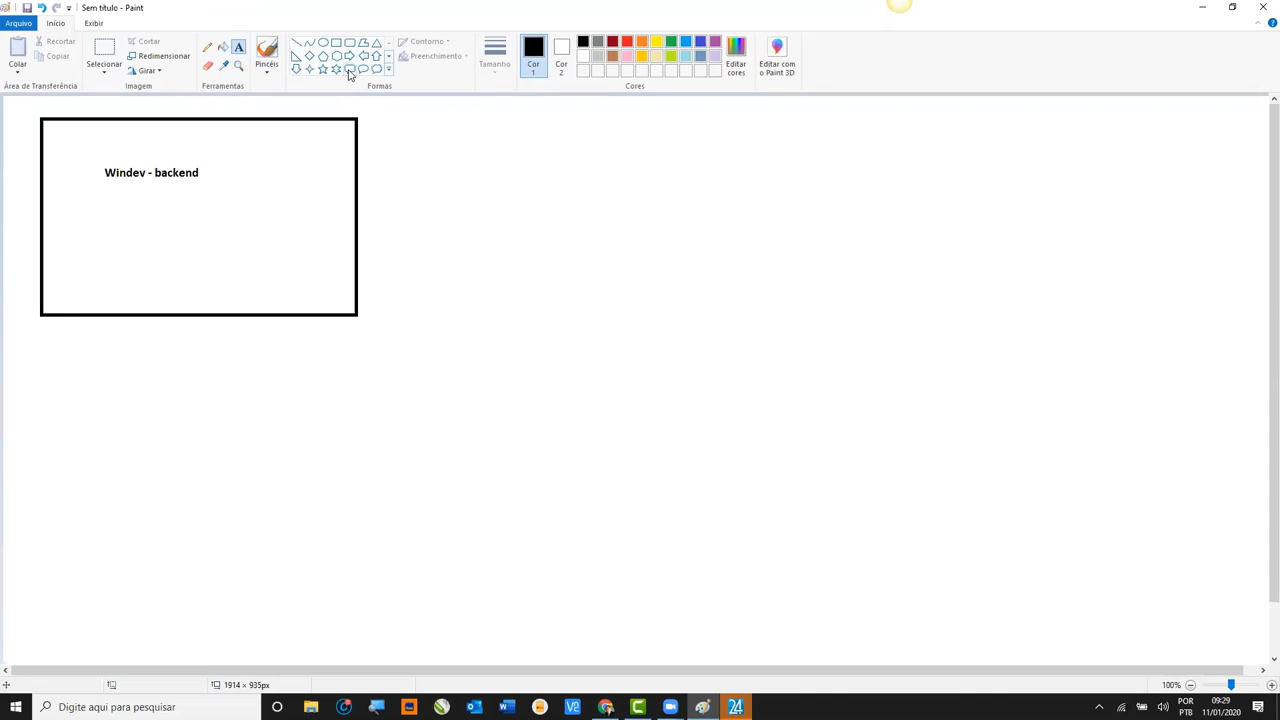 Sem título - Paint
Arquivo Início Exibir
Colar
Recortar
Copiar
Área de Transferência
Selecionar
Cortar
Redimensionar
Girar
Imagem
A
Ferramentas
Pincéis
Formas
Contorno
Preenchimento
Tamanho
Cor
1
Cor
2
Editar
cores
Cores
Editar com
o Paint 3D
Windev - backend
1914 × 935px
100%
Digite aqui para pesquisar
24
POR
PTB
09:29
11/01/2020